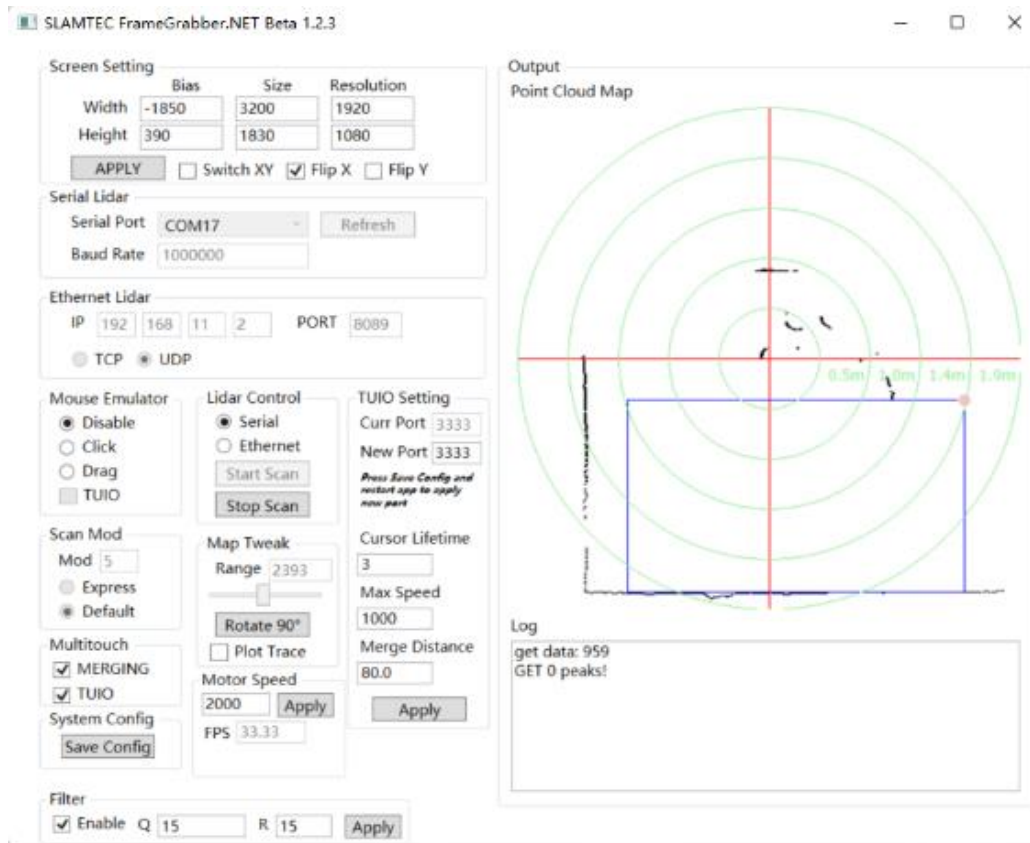 SLAMTEC FrameGrabber.NET Beta 1.2.3
Screen Setting
Bias Size Resolution
Width -1850 3200 1920
Height 390 1830 1080
APPLY Switch XY Flip X Flip Y
Serial Lidar
Serial Port COM17 Refresh
Baud Rate 1000000
Ethernet Lidar
IP 192 168 11 2 PORT 8089
TCP UDP
Mouse Emulator
Disable
Click
Drag
TUIO
Scan Mod
Mod 5
Express
Default
Multitouch
MERGING
TUIO
System Config
Save Config
Lidar Control
Serial
Ethernet
Start Scan
Stop Scan
Map Tweak
Range 2393
Rotate 90°
Plot Trace
Motor Speed
2000 Apply
FPS 33.33
TUIO Setting
Curr Port 3333
New Port 3333
Press Save Config and
restart app to apply
new port
Cursor Lifetime
3
Max Speed
1000
Merge Distance
80.0
Apply
Filter
Enable Q 15 R 15 Apply
Output
Point Cloud Map
0.5m 1.0m 1.4m 1.9m
Log
get data: 959
GET 0 peaks!